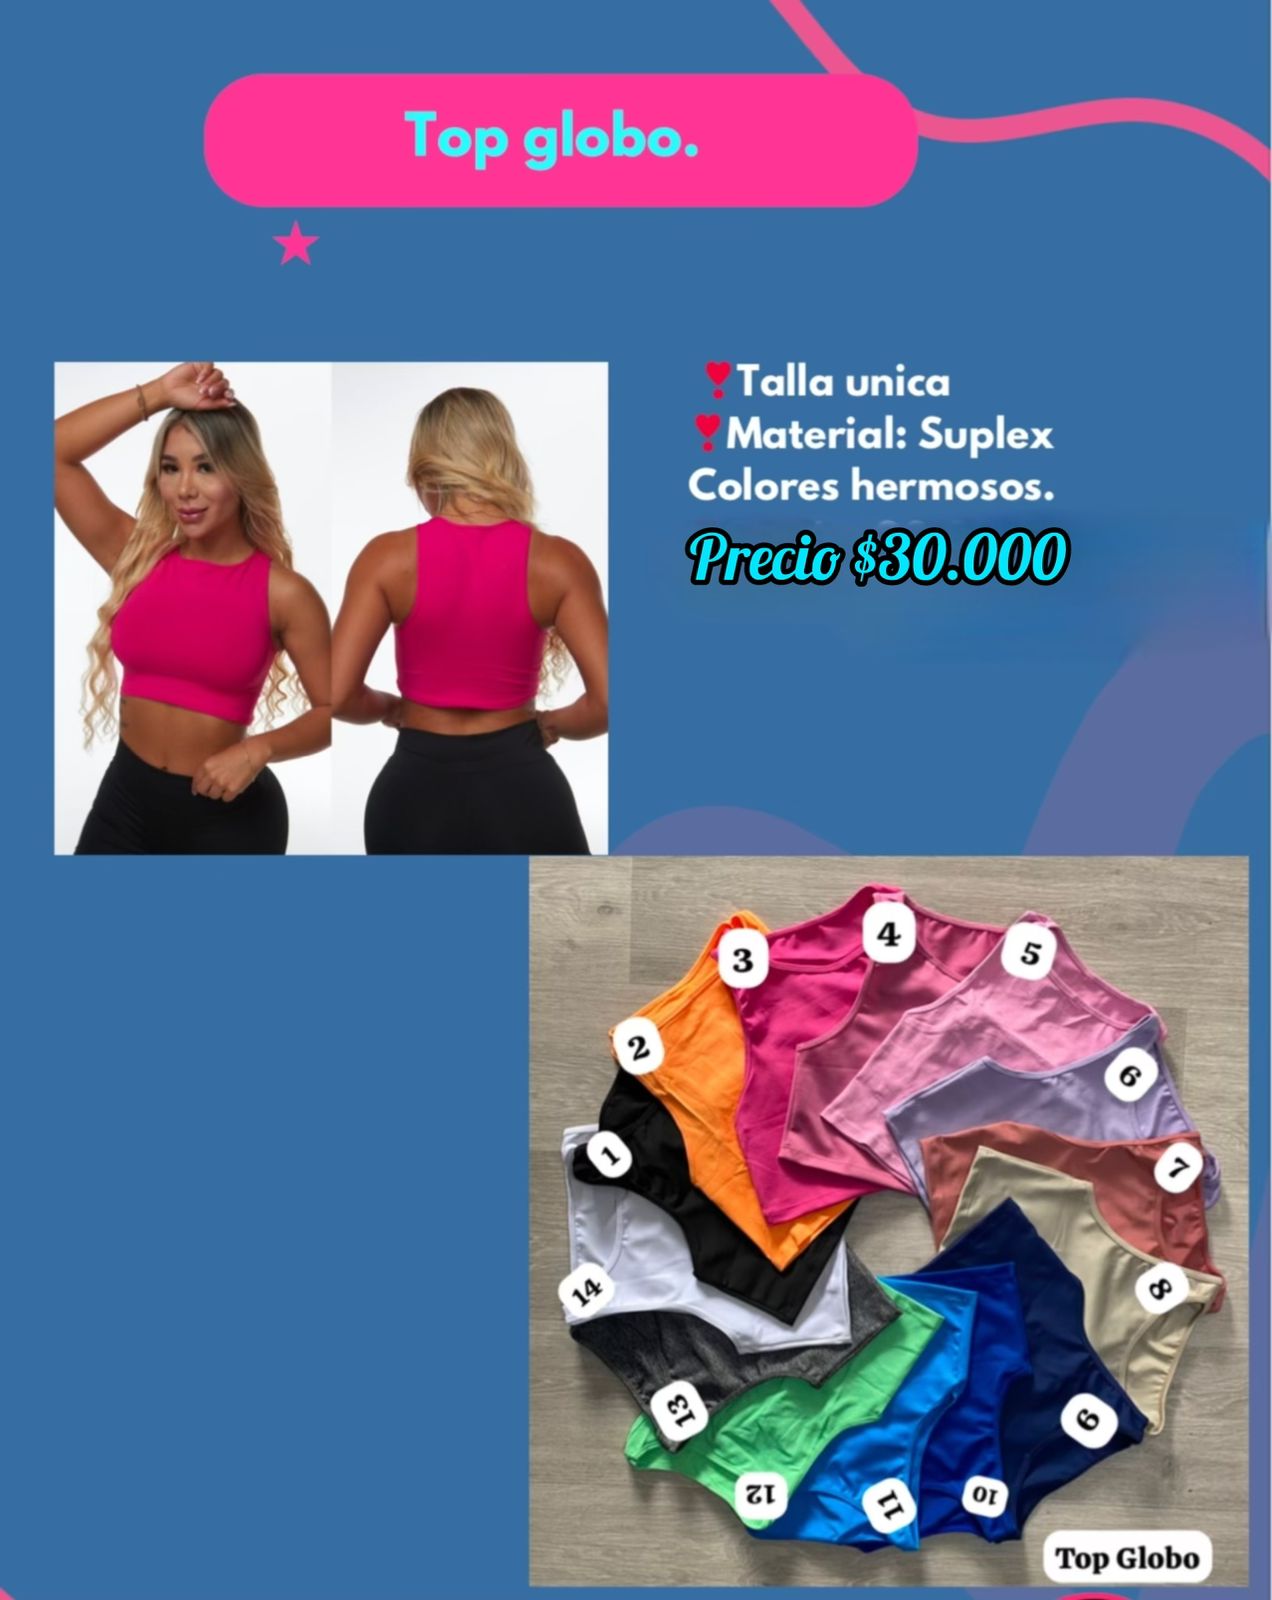 Top globo.
❣Talla unica
❣Material: Suplex
Colores hermosos.
Precio $30.000
3
4
5
2
6
1
7
14
8
13
9
12
11
10
Top Globo